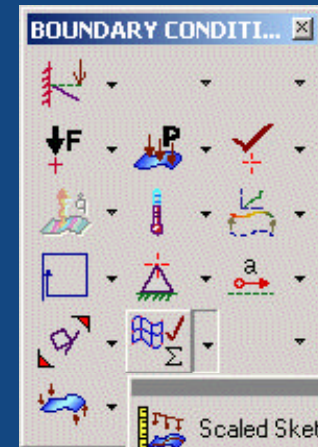 BOUNDARY CONDITI...
F
P
g
a
Σ
Scaled Sket